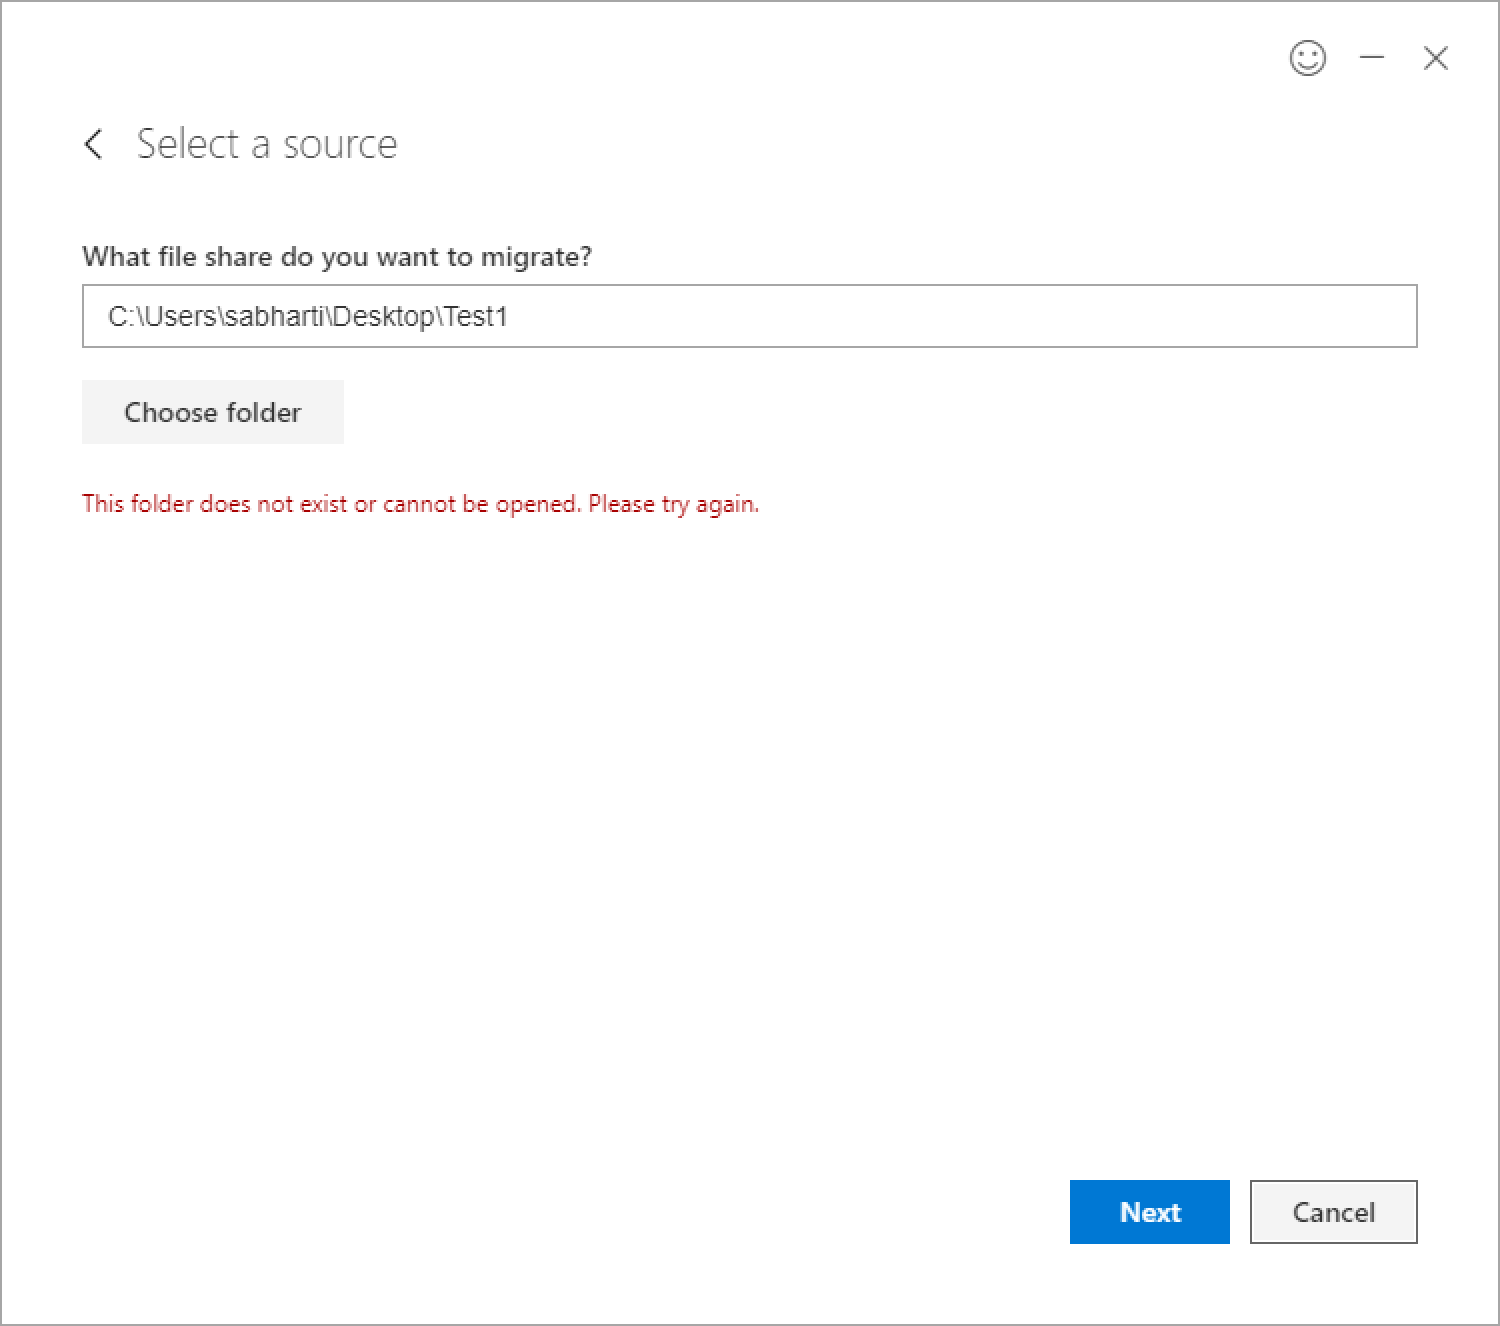 Select a source
What file share do you want to migrate?
C:\Users\sabharti\Desktop\Test1
Choose folder
This folder does not exist or cannot be opened. Please try again.
Next
Cancel